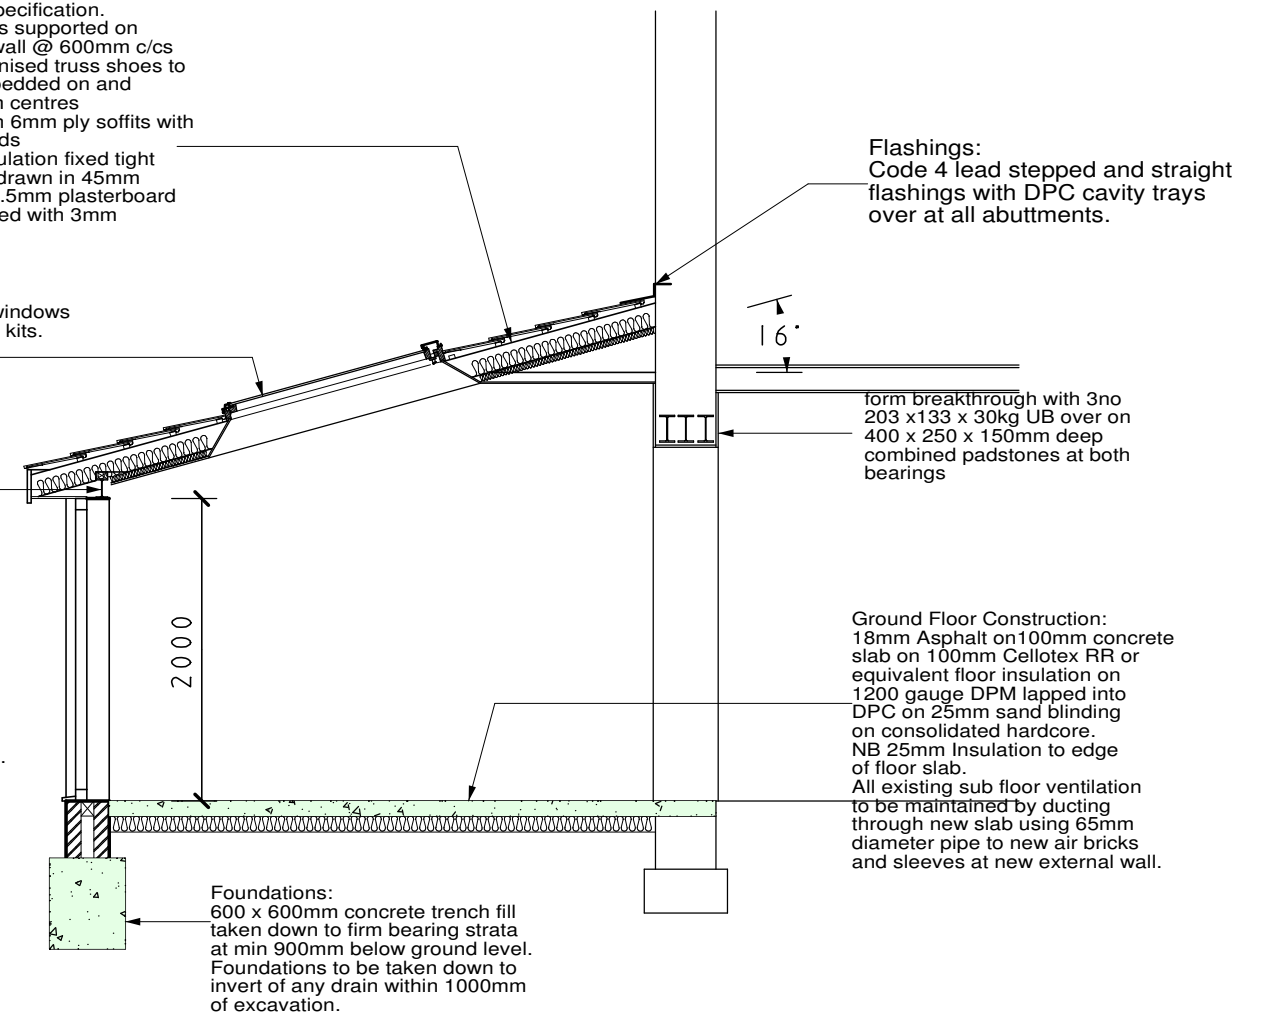 pecification.
s supported on
wall @ 600mm c/cs
nised truss shoes to
bedded on and
n centres
n 6mm ply soffits with
ds
ulation fixed tight
drawn in 45mm
.5mm plasterboard
ed with 3mm
windows
kits.
.
Flashings:
Code 4 lead stepped and straight
flashings with DPC cavity trays
over at all abuttments.
16°
form breakthrough with 3no
203 x133 x 30kg UB over on
400 x 250 x 150mm deep
combined padstones at both
bearings
2000
Ground Floor Construction:
18mm Asphalt on100mm concrete
slab on 100mm Cellotex RR or
equivalent floor insulation on
1200 gauge DPM lapped into
DPC on 25mm sand blinding
on consolidated hardcore.
NB 25mm Insulation to edge
of floor slab.
All existing sub floor ventilation
to be maintained by ducting
through new slab using 65mm
diameter pipe to new air bricks
and sleeves at new external wall.
Foundations:
600 x 600mm concrete trench fill
taken down to firm bearing strata
at min 900mm below ground level.
Foundations to be taken down to
invert of any drain within 1000mm
of excavation.